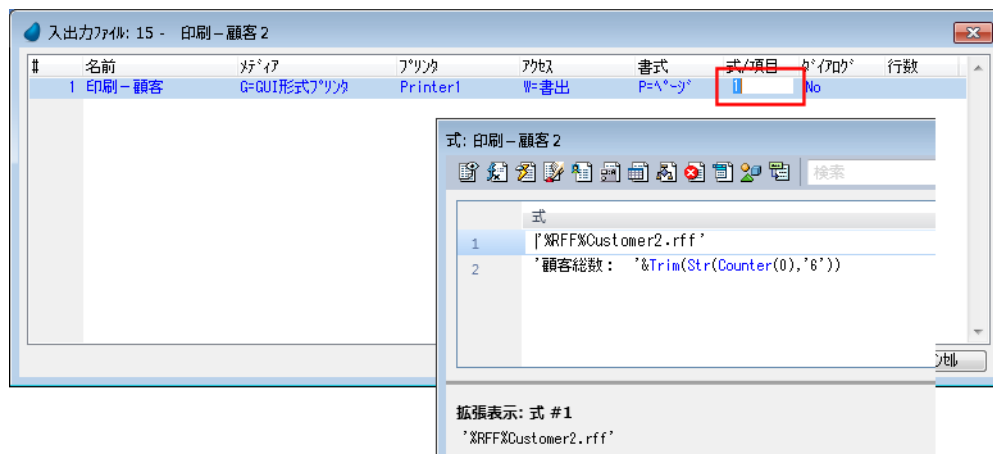 入出力ﾌｧｲﾙ: 15 - 印刷－顧客2
# 名前 ﾒﾃﾞｨｱ ﾌﾟﾘﾝﾀ ｱｸｾｽ 書式 式/項目 ﾀﾞｲｱﾛｸﾞ 行数
1 印刷－顧客 G=GUI形式ﾌﾟﾘﾝﾀ Printer1 W=書出 P=ﾍﾟｰｼﾞ 1 No
式: 印刷－顧客2
検索
式
1 '%RFF%Customer2.rff'
2 '顧客総数： '&Trim(Str(Counter(0),'6'))
ﾝｾﾙ
拡張表示: 式 #1
'%RFF%Customer2.rff'